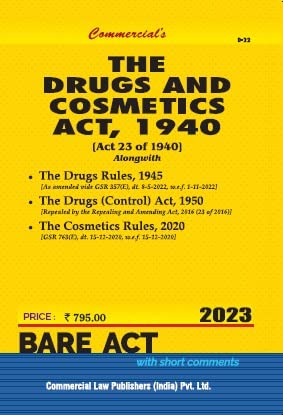 Commercial's
D-22
THE
DRUGS AND
COSMETICS
ACT, 1940
(Act 23 of 1940)
Alongwith
• The Drugs Rules, 1945
[As amended vide GSR 357(E), dt. 8-5-2022, w.e.f. 1-11-2022]
• The Drugs (Control) Act, 1950
[Repealed by the Repealing and Amending Act, 2016 (23 of 2016)]
• The Cosmetics Rules, 2020
[GSR 763(E), dt. 15-12-2020, w.e.f. 15-12-2020]
PRICE : ₹ 795.00
2023
BARE ACT
with short comments
Commercial Law Publishers (India) Pvt. Ltd.